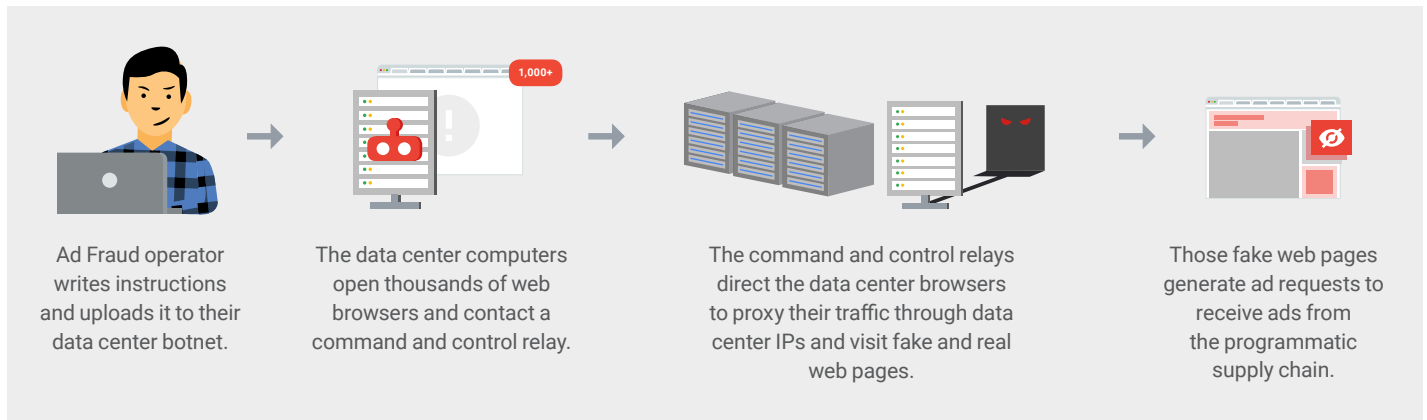 1,000+
Ad Fraud operator
writes instructions
and uploads it to their
data center botnet.
The data center computers
open thousands of web
browsers and contact a
command and control relay.
The command and control relays
direct the data center browsers
to proxy their traffic through data
center IPs and visit fake and real
web pages.
Those fake web pages
generate ad requests to
receive ads from
the programmatic
supply chain.